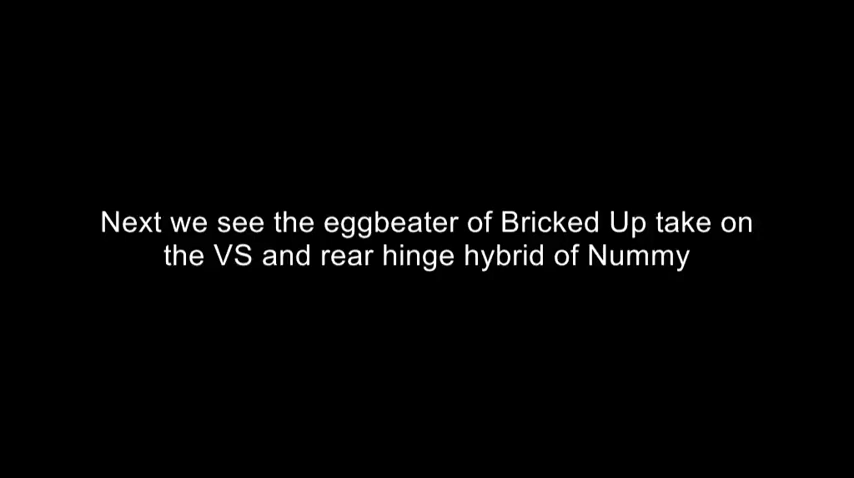 Next we see the eggbeater of Bricked Up take on
the VS and rear hinge hybrid of Nummy